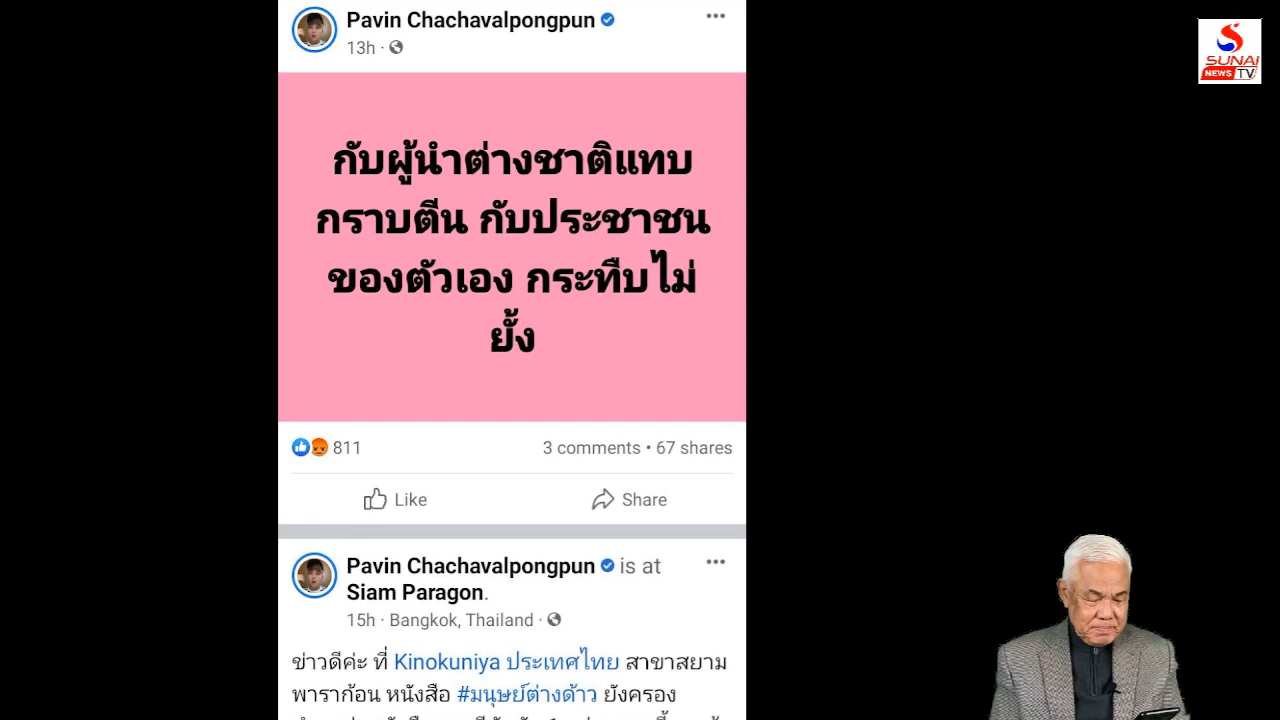 Pavin Chachavalpongpun
13h
กับผู้นำต่างชาติแทบ
กราบตีน กับประชาชน
ของตัวเอง กระทืบไม่
ยั้ง
811
3 comments • 67 shares
Like
Share
Pavin Chachavalpongpun is at
Siam Paragon.
15h · Bangkok, Thailand ·
ข่าวดีค่ะ ที่ Kinokuniya ประเทศไทย สาขาสยาม
พาราก้อน หนังสือ #มนุษย์ต่างด้าว ยังครอง
SUNAI
NEWS TV